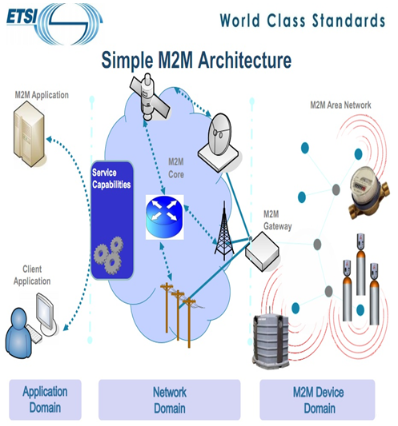 ETSI
World Class Standards
Simple M2M Architecture
M2M Application
M2M Area Network
Service
Capabilities
M2M
Core
M2M
Gateway
Client
Application
Application
Domain
Network
Domain
M2M Device
Domain